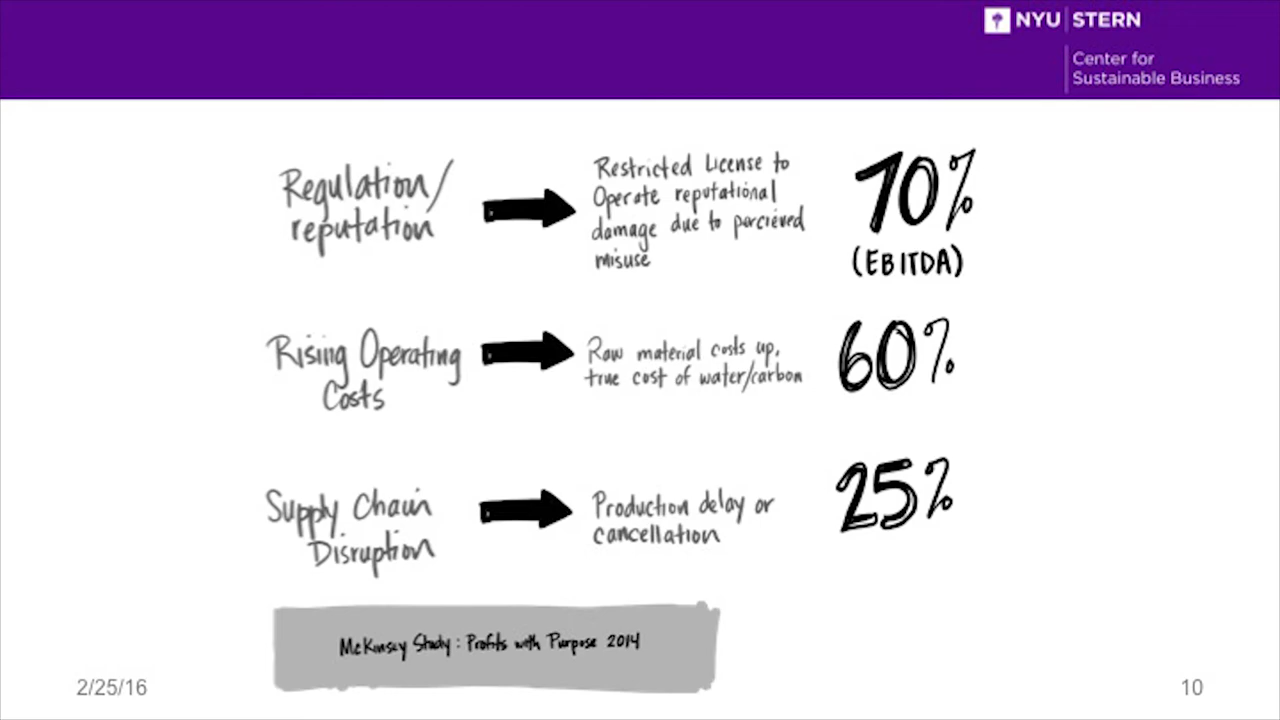 NYU STERN
Center for
Sustainable Business
Regulation/
reputation
Restricted License to
Operate reputational
damage due to percieved
misuse
70%
(EBITDA)
Rising Operating
Costs
Raw material costs up,
true cost of water/carbon
60%
Supply Chain
Disruption
Production delay or
cancellation
25%
McKinsey Study: Profits with Purpose 2014
2/25/16
10